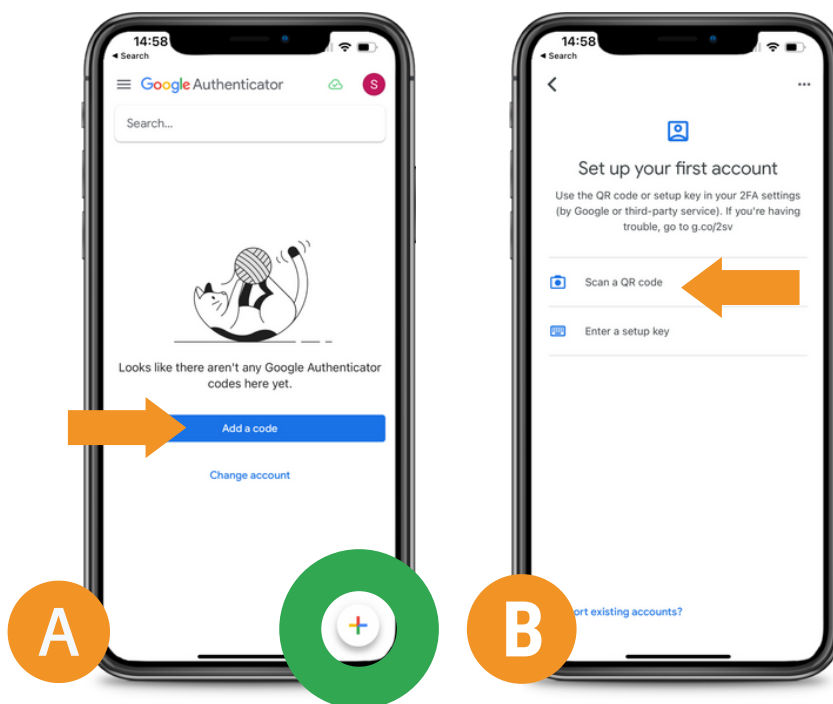 14:58
Search
Google Authenticator
S
Search...
Looks like there aren't any Google Authenticator
codes here yet.
Add a code
Change account
A
14:58
Search
Set up your first account
Use the QR code or setup key in your 2FA settings
(by Google or third-party service). If you're having
trouble, go to g.co/2sv
Scan a QR code
Enter a setup key
ort existing accounts?
B